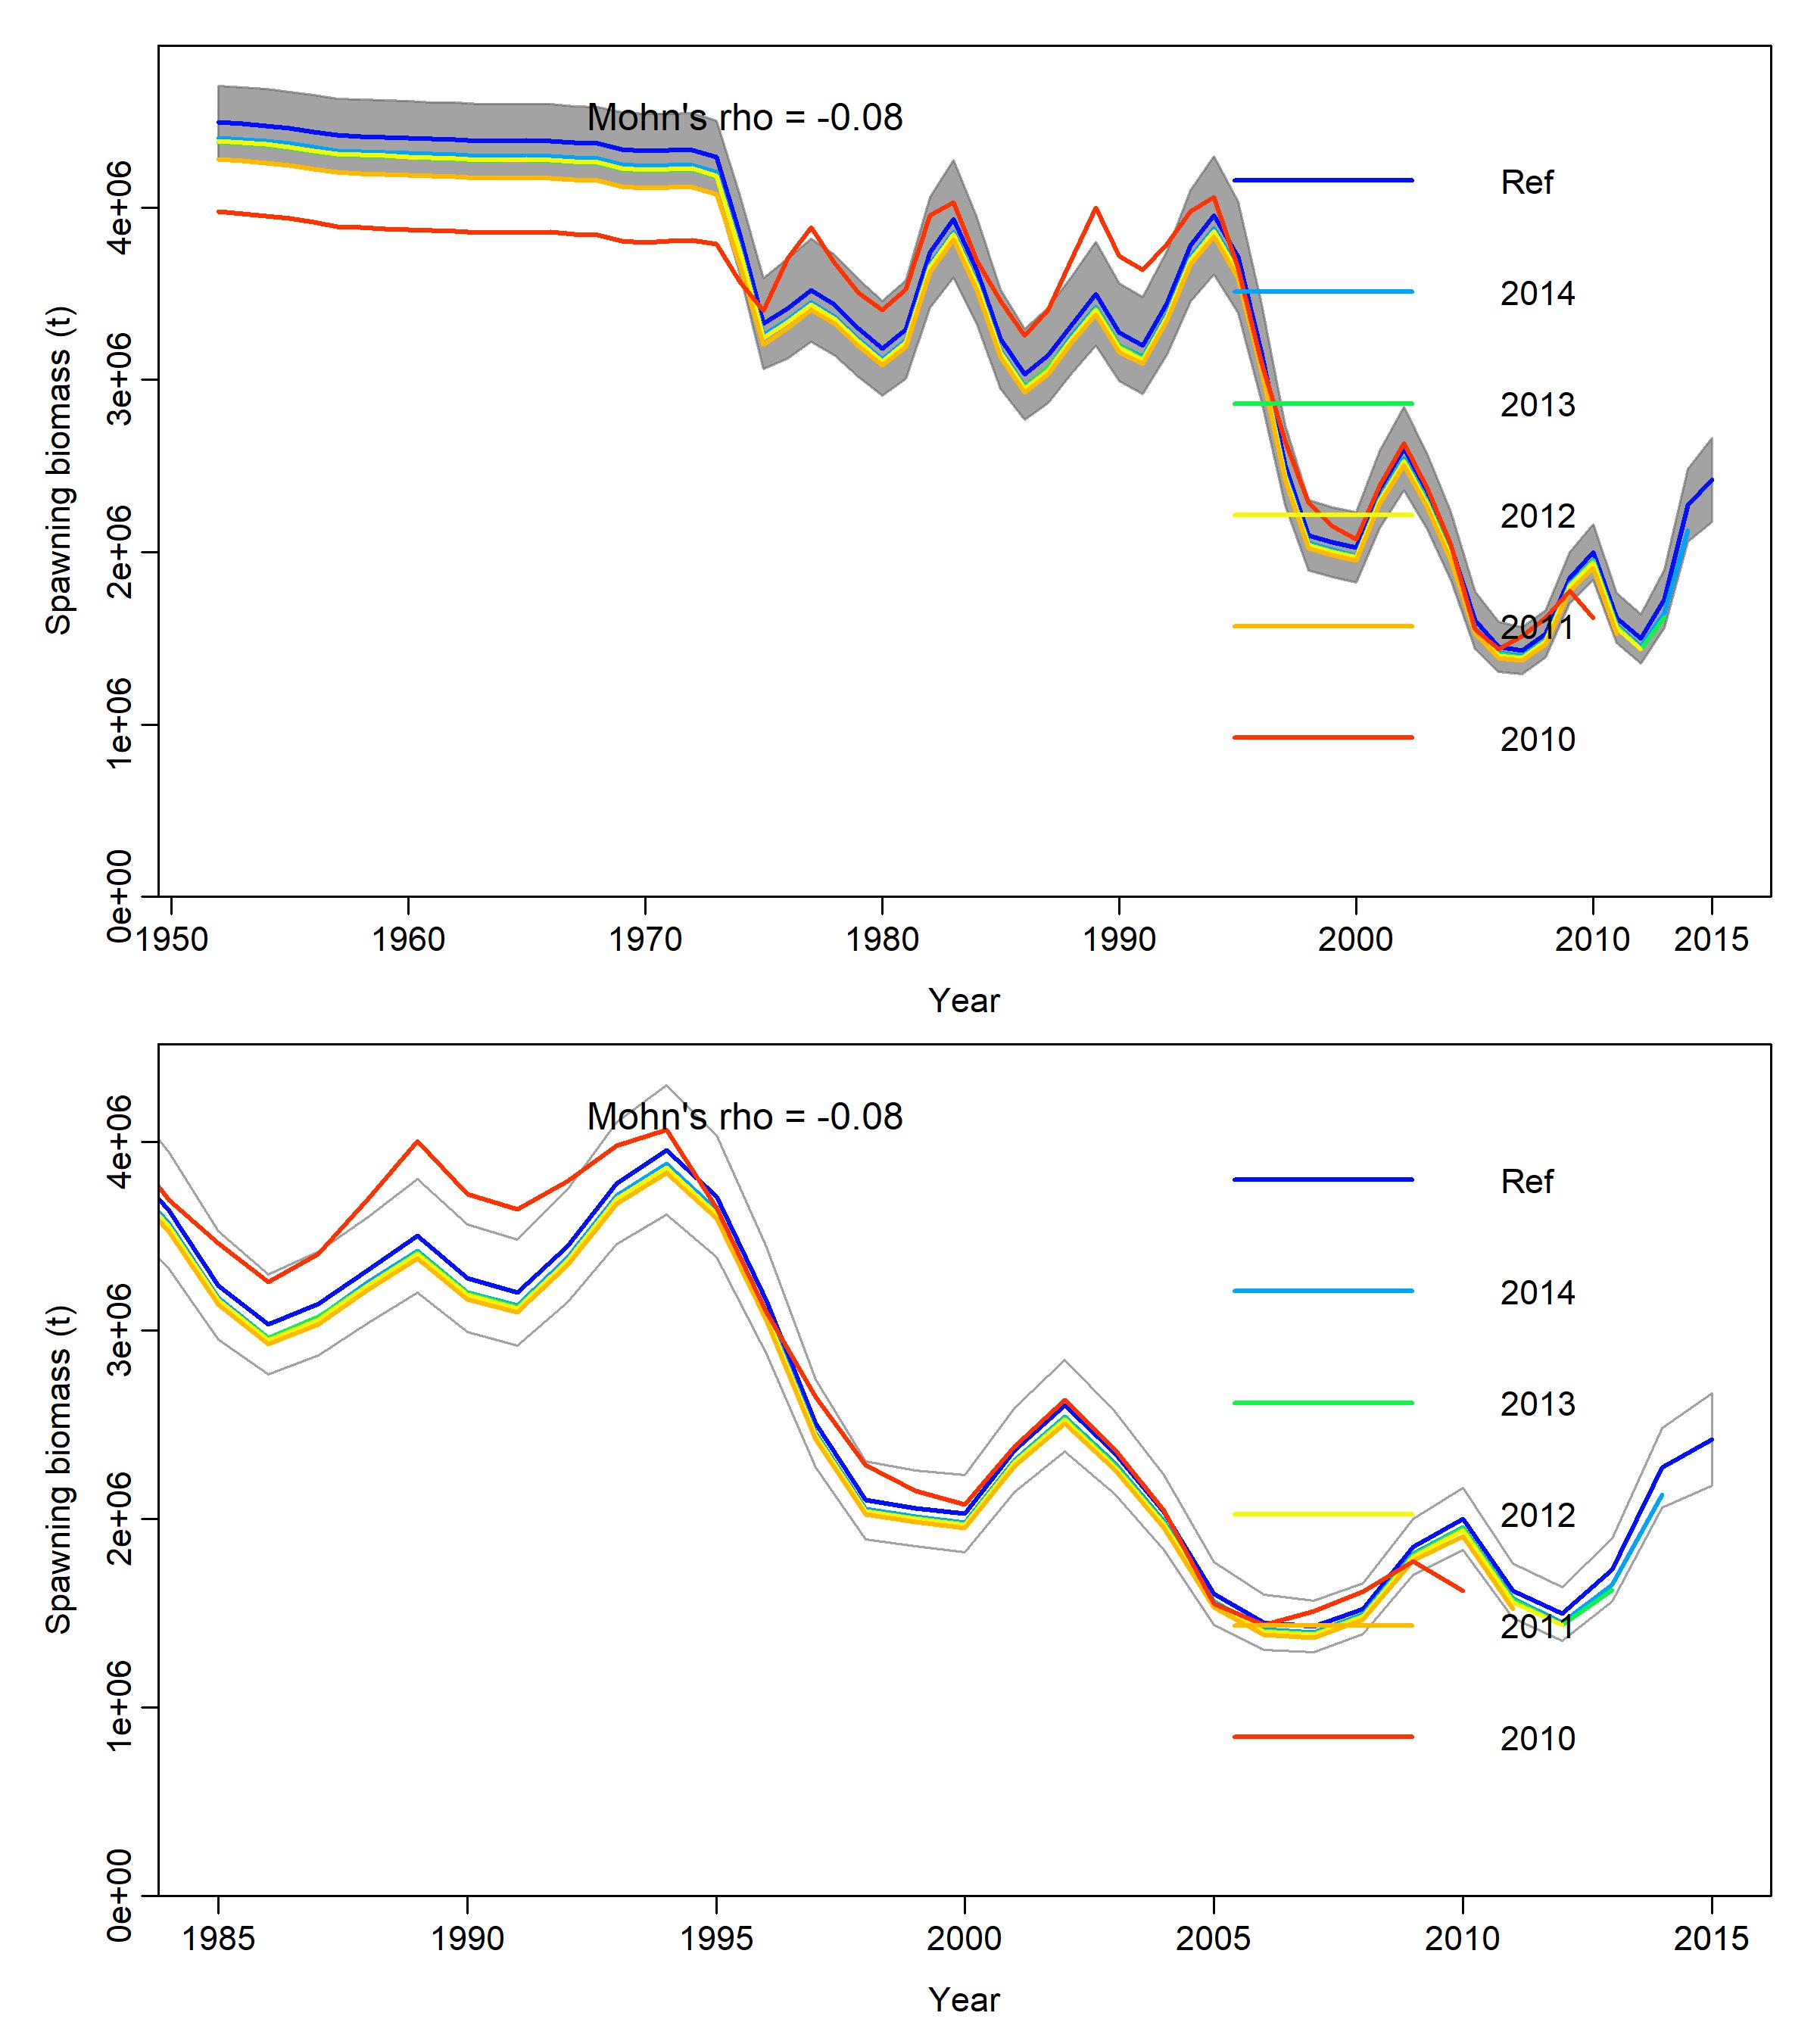 Mohn's rho = -0.08
Ref
2014
2013
2012
2011
2010
Spawning biomass (t)
4e+06
3e+06
2e+06
1e+06
0e+00
1950 1960 1970 1980 1990 2000 2010 2015
Year
Mohn's rho = -0.08
Ref
2014
2013
2012
2011
2010
Spawning biomass (t)
4e+06
3e+06
2e+06
1e+06
0e+00
1985 1990 1995 2000 2005 2010 2015
Year